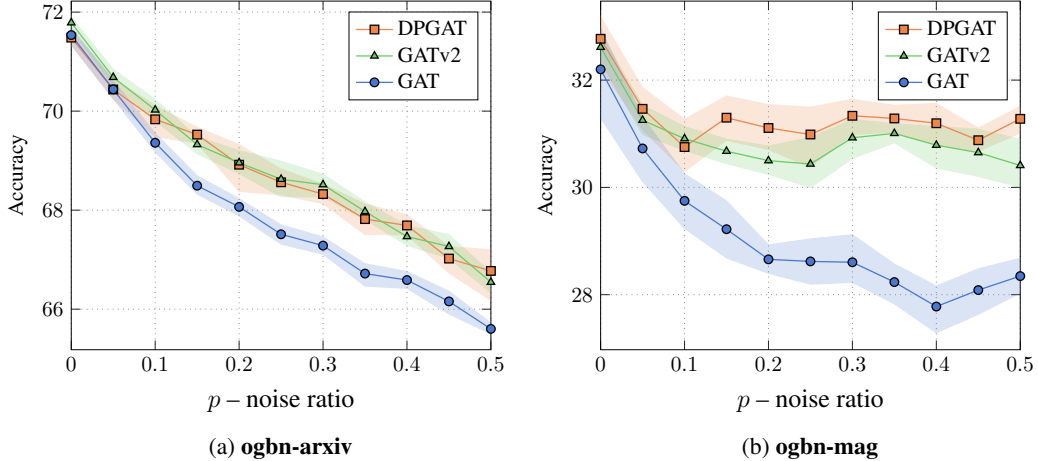 72
70
68
66
Accuracy
DPGAT
GATv2
GAT
0 0.1 0.2 0.3 0.4 0.5
p – noise ratio
(a) ogbn-arxiv
32
30
28
Accuracy
DPGAT
GATv2
GAT
0 0.1 0.2 0.3 0.4 0.5
p – noise ratio
(b) ogbn-mag